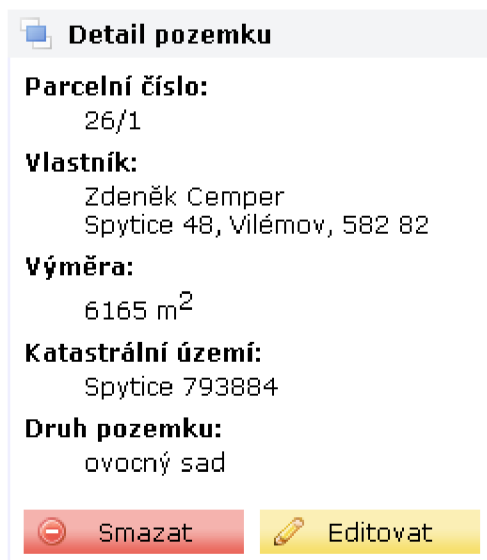 Detail pozemku
Parcelní číslo:
26/1
Vlastník:
Zdeněk Cemper
Spytice 48, Vilémov, 582 82
Výměra:
6165 m²
Katastrální území:
Spytice 793884
Druh pozemku:
ovocný sad
Smazat
Editovat